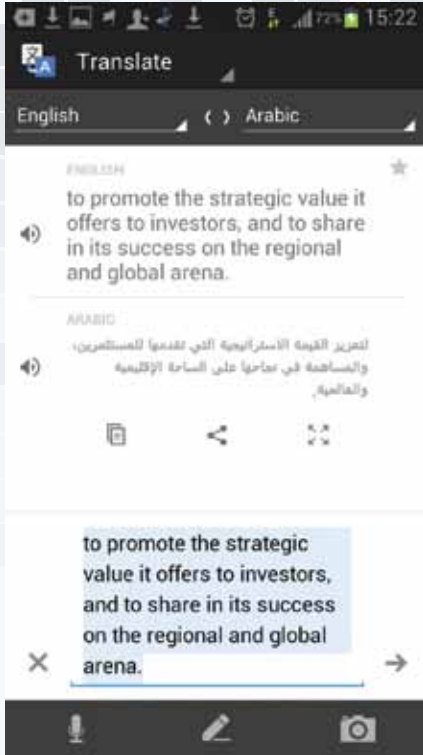 72% 15:22
Translate
English Arabic
ENGLISH
to promote the strategic value it
offers to investors, and to share
in its success on the regional
and global arena.
ARABIC
لتعزيز القيمة الاستراتيجية التي تقدمها للمستثمرين،
والمساهمة في نجاحها على الساحة الإقليمية
والعالمية.
to promote the strategic
value it offers to investors,
and to share in its success
on the regional and global
arena.